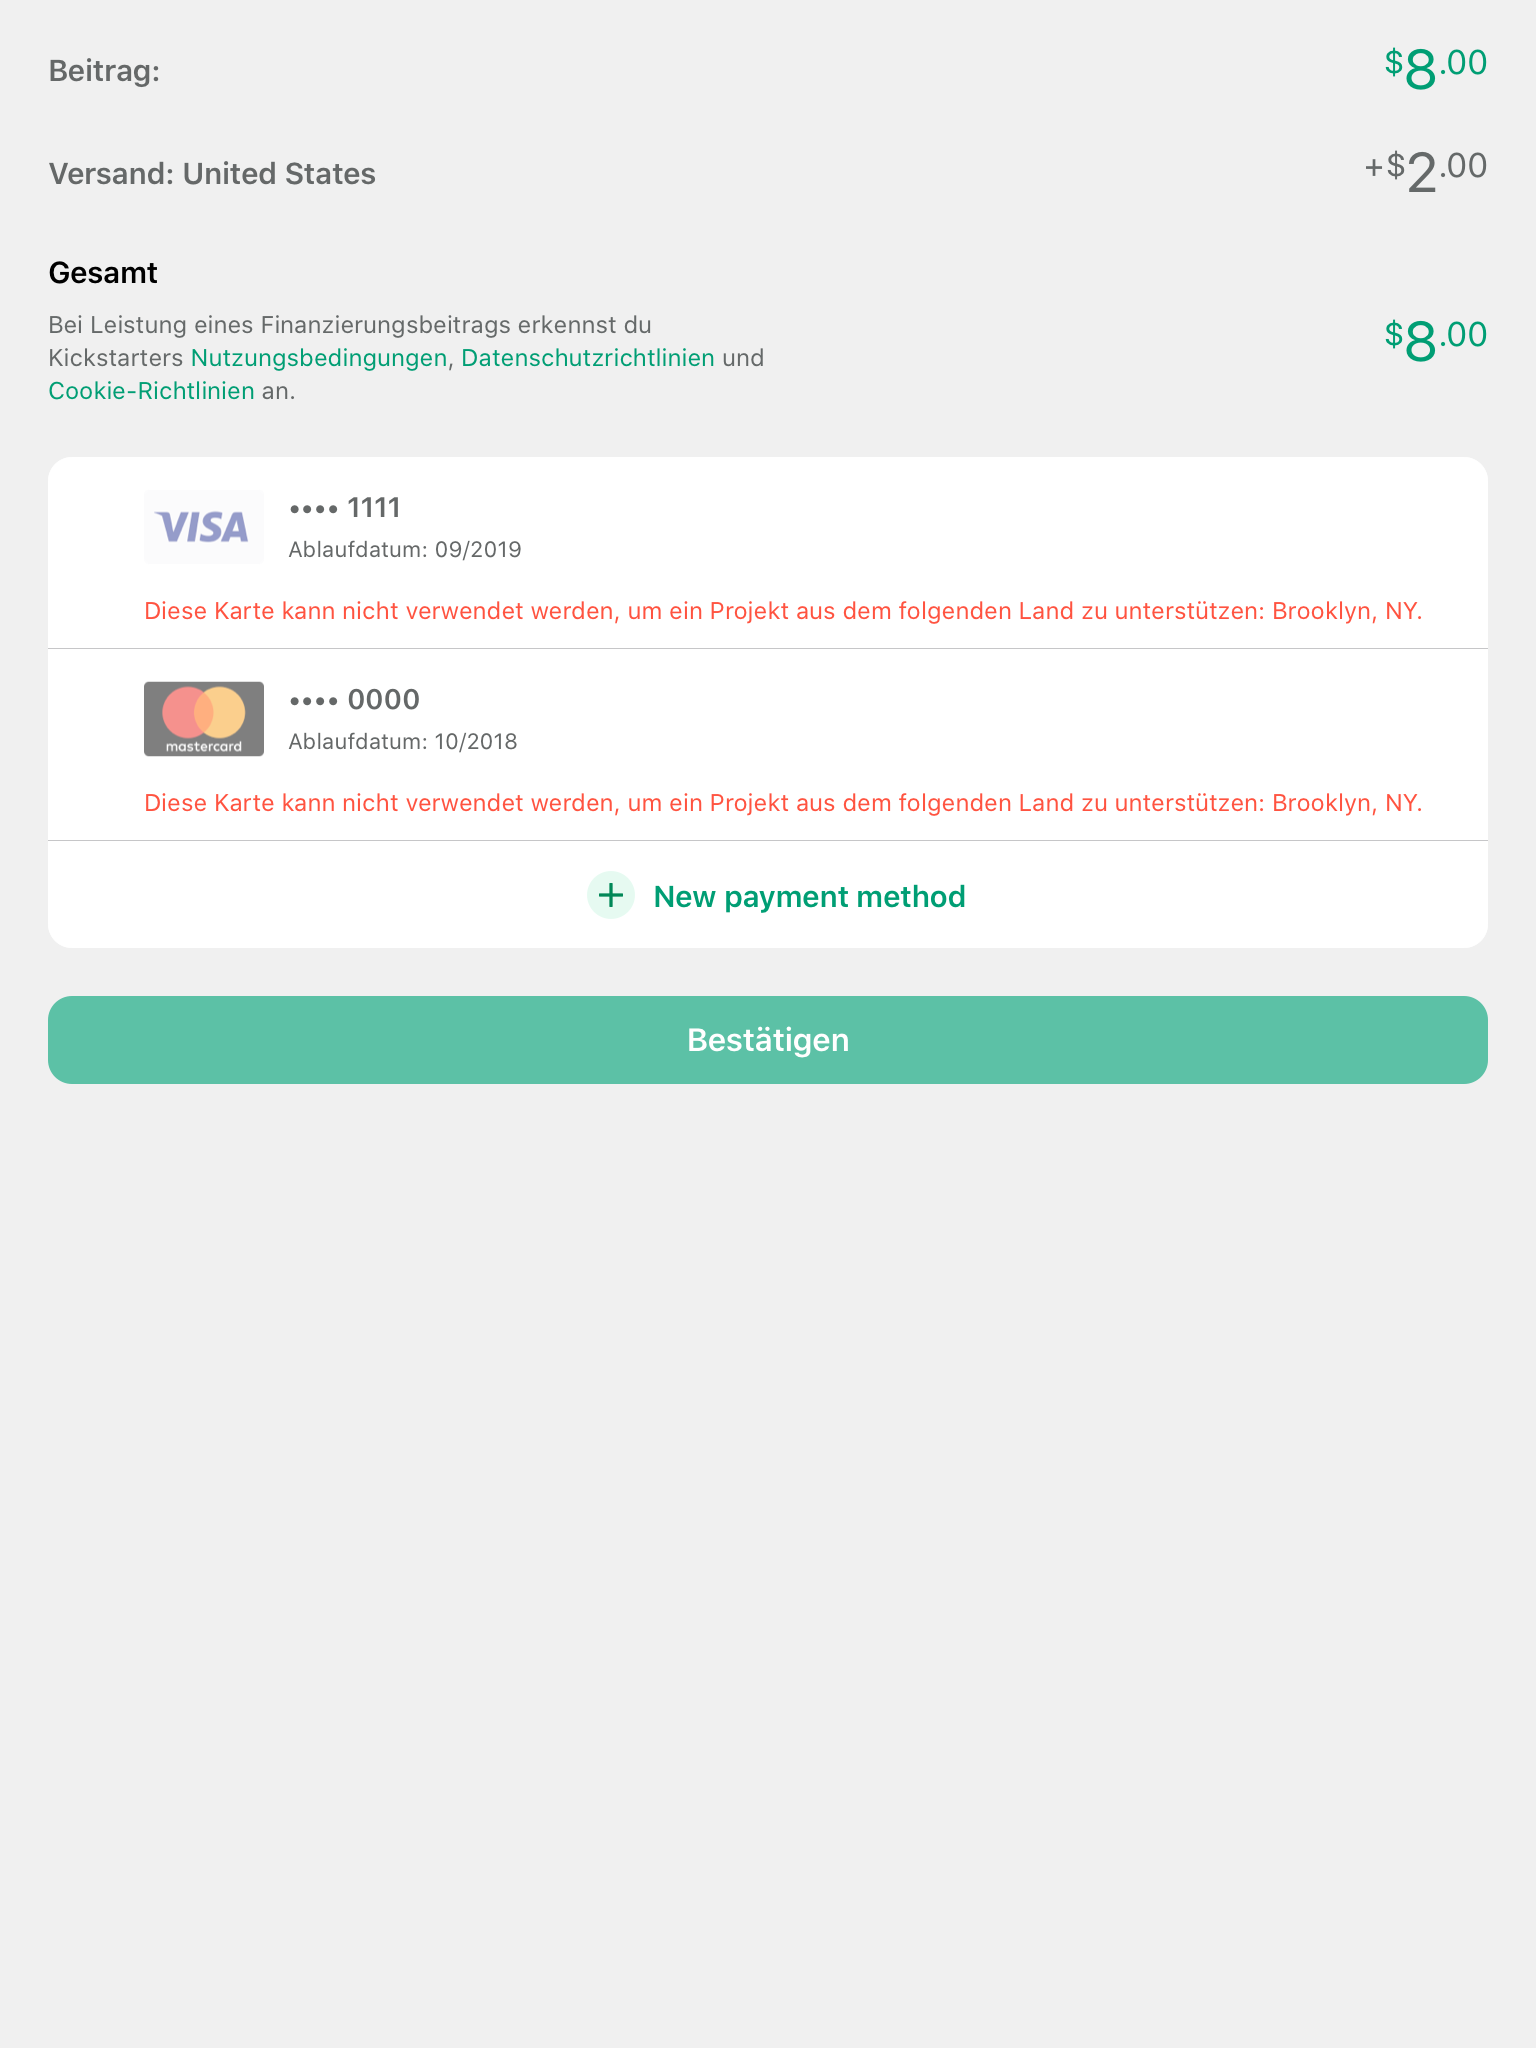 Beitrag:
$8.00
Versand: United States
+$2.00
Gesamt
Bei Leistung eines Finanzierungsbeitrags erkennst du
Kickstarters Nutzungsbedingungen, Datenschutzrichtlinien und
Cookie-Richtlinien an.
$8.00
VISA
•••• 1111
Ablaufdatum: 09/2019
Diese Karte kann nicht verwendet werden, um ein Projekt aus dem folgenden Land zu unterstützen: Brooklyn, NY.
mastercard
•••• 0000
Ablaufdatum: 10/2018
Diese Karte kann nicht verwendet werden, um ein Projekt aus dem folgenden Land zu unterstützen: Brooklyn, NY.
+ New payment method
Bestätigen